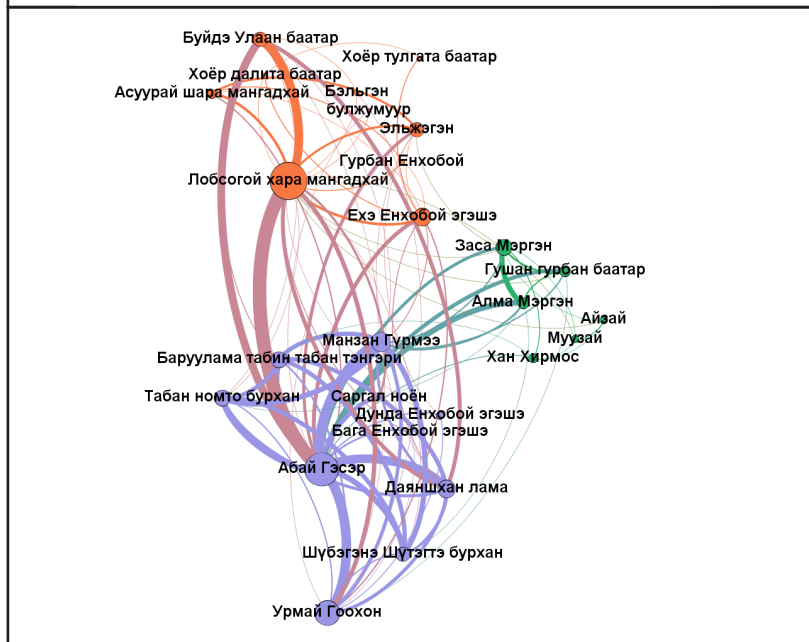 Буйдэ Улаан баатар
Хоёр тулгата баатар
Хоёр далита баатар
Асуурай шара мангадхай
Бэльгэн
булжумуур
Эльжэгэн
Гурбан Енхобой
Лобсогой хара мангадхай
Ехэ Енхобой эгэшэ
Заса Мэргэн
Гушан гурбан баатар
Алма Мэргэн
Айзай
Муузай
Манзан Гүрмээ
Хан Хирмос
Баруулама табин табан тэнгэри
Табан номто бурхан
Саргал ноён
Дунда Енхобой эгэшэ
Бага Енхобой эгэшэ
Абай Гэсэр
Даяншхан лама
Шүбэгэнэ Шүтэгтэ бурхан
Урмай Гоохон